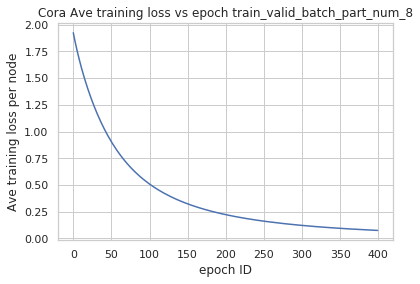 Cora Ave training loss vs epoch train_valid_batch_part_num_8
Ave training loss per node
2.00
1.75
1.50
1.25
1.00
0.75
0.50
0.25
0.00
0 50 100 150 200 250 300 350 400
epoch ID